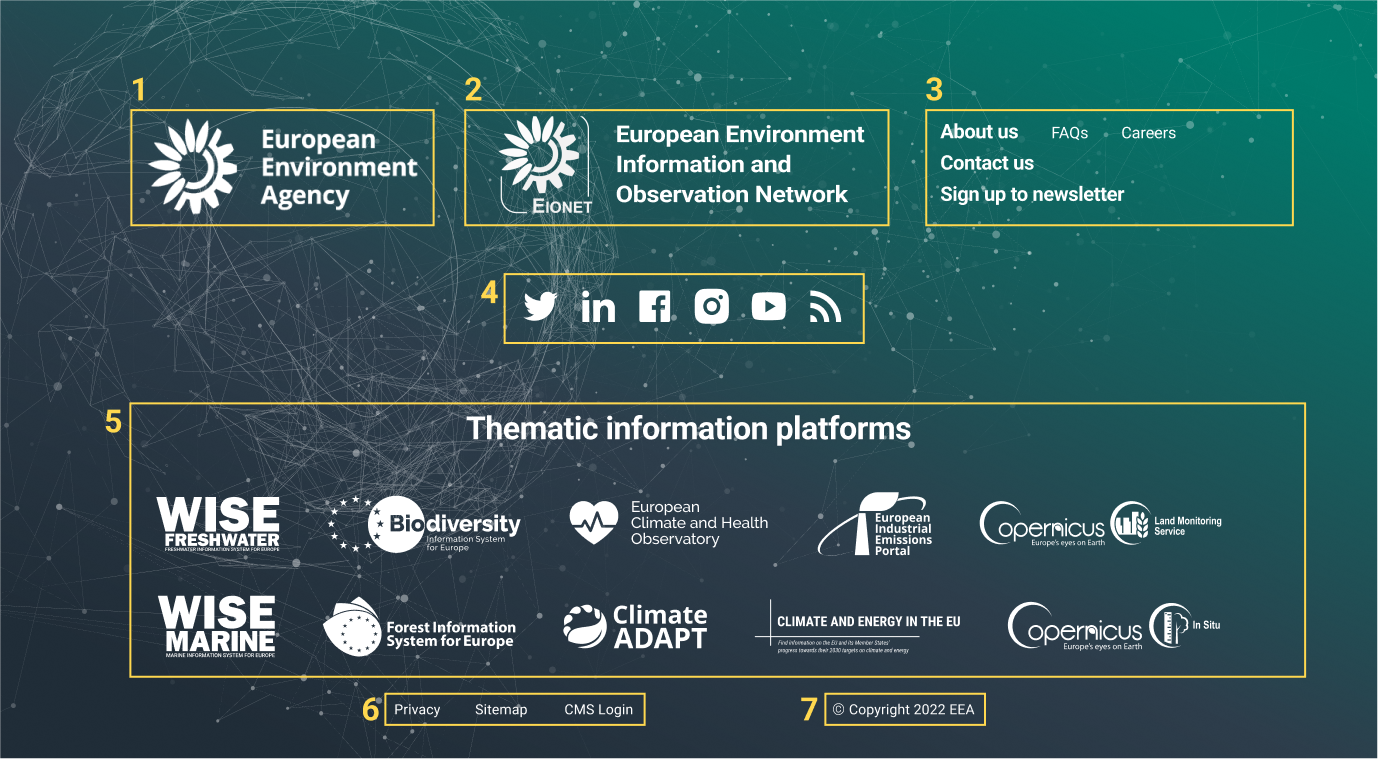 1
European
Environment
Agency
2
EIONET
European Environment
Information and
Observation Network
3
About us FAQs Careers
Contact us
Sign up to newsletter
4
in
5
Thematic information platforms
WISE
FRESHWATER
FRESHWATER INFORMATION SYSTEM FOR EUROPE
Biodiversity
Information System
for Europe
European
Climate and Health
Observatory
European
Industrial
Emissions
Portal
Copernicus
Europe's eyes on Earth
Land Monitoring
Service
WISE
MARINE
MARINE INFORMATION SYSTEM FOR EUROPE
Forest Information
System for Europe
Climate
ADAPT
CLIMATE AND ENERGY IN THE EU
Find information on the EU and its Member States'
progress towards their 2030 targets on climate and energy
Copernicus
Europe's eyes on Earth
In Situ
6
Privacy Sitemap CMS Login
7
© Copyright 2022 EEA